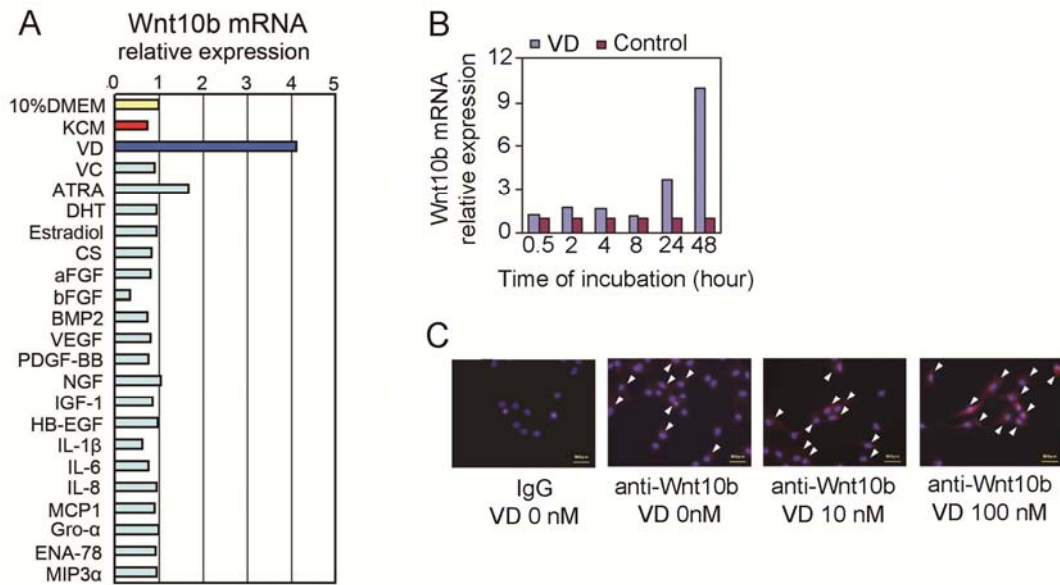 A
Wnt10b mRNA
relative expression
.0 1 2 3 4 5
10%DMEM
KCM
VD
VC
ATRA
DHT
Estradiol
CS
aFGF
bFGF
BMP2
VEGF
PDGF-BB
NGF
IGF-1
HB-EGF
IL-1β
IL-6
IL-8
MCP1
Gro-α
ENA-78
MIP3α
B
VD Control
Wnt10b mRNA
relative expression
12
9
6
3
0
0.5 2 4 8 24 48
Time of incubation (hour)
C
IgG
VD 0 nM
anti-Wnt10b
VD 0nM
anti-Wnt10b
VD 10 nM
anti-Wnt10b
VD 100 nM